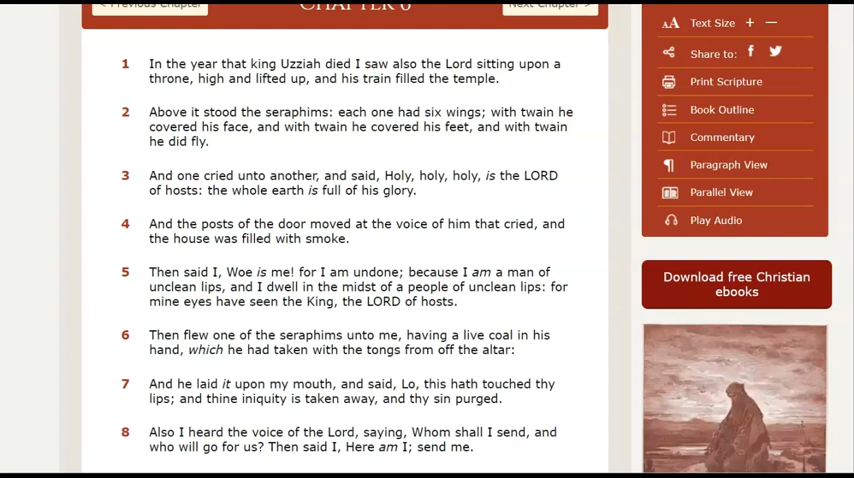 < Previous Chapter
CHAPTER 6
Next Chapter >
1 In the year that king Uzziah died I saw also the Lord sitting upon a
throne, high and lifted up, and his train filled the temple.
2 Above it stood the seraphims: each one had six wings; with twain he
covered his face, and with twain he covered his feet, and with twain
he did fly.
3 And one cried unto another, and said, Holy, holy, holy, is the LORD
of hosts: the whole earth is full of his glory.
4 And the posts of the door moved at the voice of him that cried, and
the house was filled with smoke.
5 Then said I, Woe is me! for I am undone; because I am a man of
unclean lips, and I dwell in the midst of a people of unclean lips: for
mine eyes have seen the King, the LORD of hosts.
6 Then flew one of the seraphims unto me, having a live coal in his
hand, which he had taken with the tongs from off the altar:
7 And he laid it upon my mouth, and said, Lo, this hath touched thy
lips; and thine iniquity is taken away, and thy sin purged.
8 Also I heard the voice of the Lord, saying, Whom shall I send, and
who will go for us? Then said I, Here am I; send me.
AA Text Size + —
Share to: f
Print Scripture
Book Outline
Commentary
¶ Paragraph View
Parallel View
Play Audio
Download free Christian
ebooks